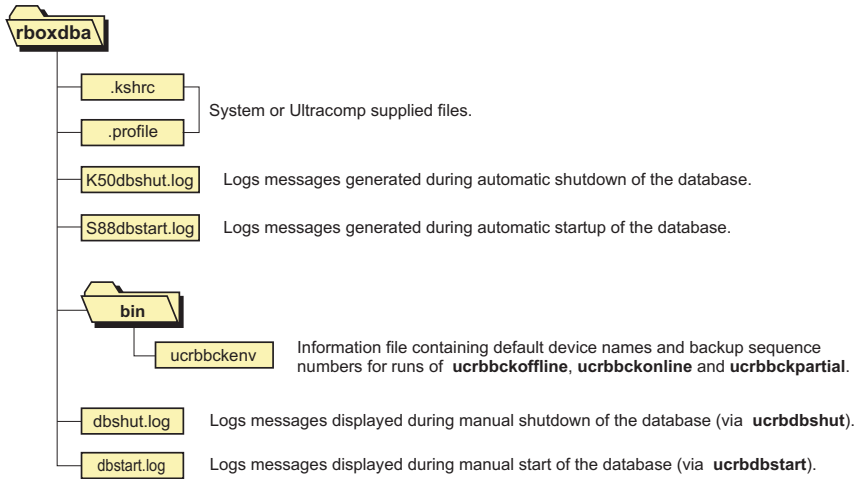 rboxdba
.kshrc
System or Ultracomp supplied files.
.profile
K50dbshut.log Logs messages generated during automatic shutdown of the database.
S88dbstart.log Logs messages generated during automatic startup of the database.
bin
ucrbbckenv Information file containing default device names and backup sequence
numbers for runs of ucrbbckoffline, ucrbbckonline and ucrbbckpartial.
dbshut.log Logs messages displayed during manual shutdown of the database (via ucrbdbshut).
dbstart.log Logs messages displayed during manual start of the database (via ucrbdbstart).